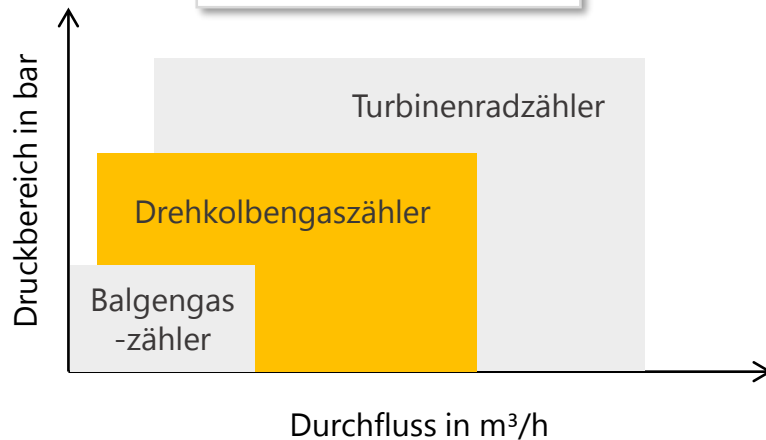 Druckbereich in bar
Turbinenradzähler
Drehkolbengaszähler
Balgengas
-zähler
Durchfluss in m³/h